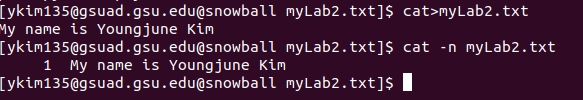 [ykim135@gsuad.gsu.edu@snowball myLab2.txt]$ cat>myLab2.txt
My name is Youngjune Kim
[ykim135@gsuad.gsu.edu@snowball myLab2.txt]$ cat -n myLab2.txt
     1  My name is Youngjune Kim
[ykim135@gsuad.gsu.edu@snowball myLab2.txt]$